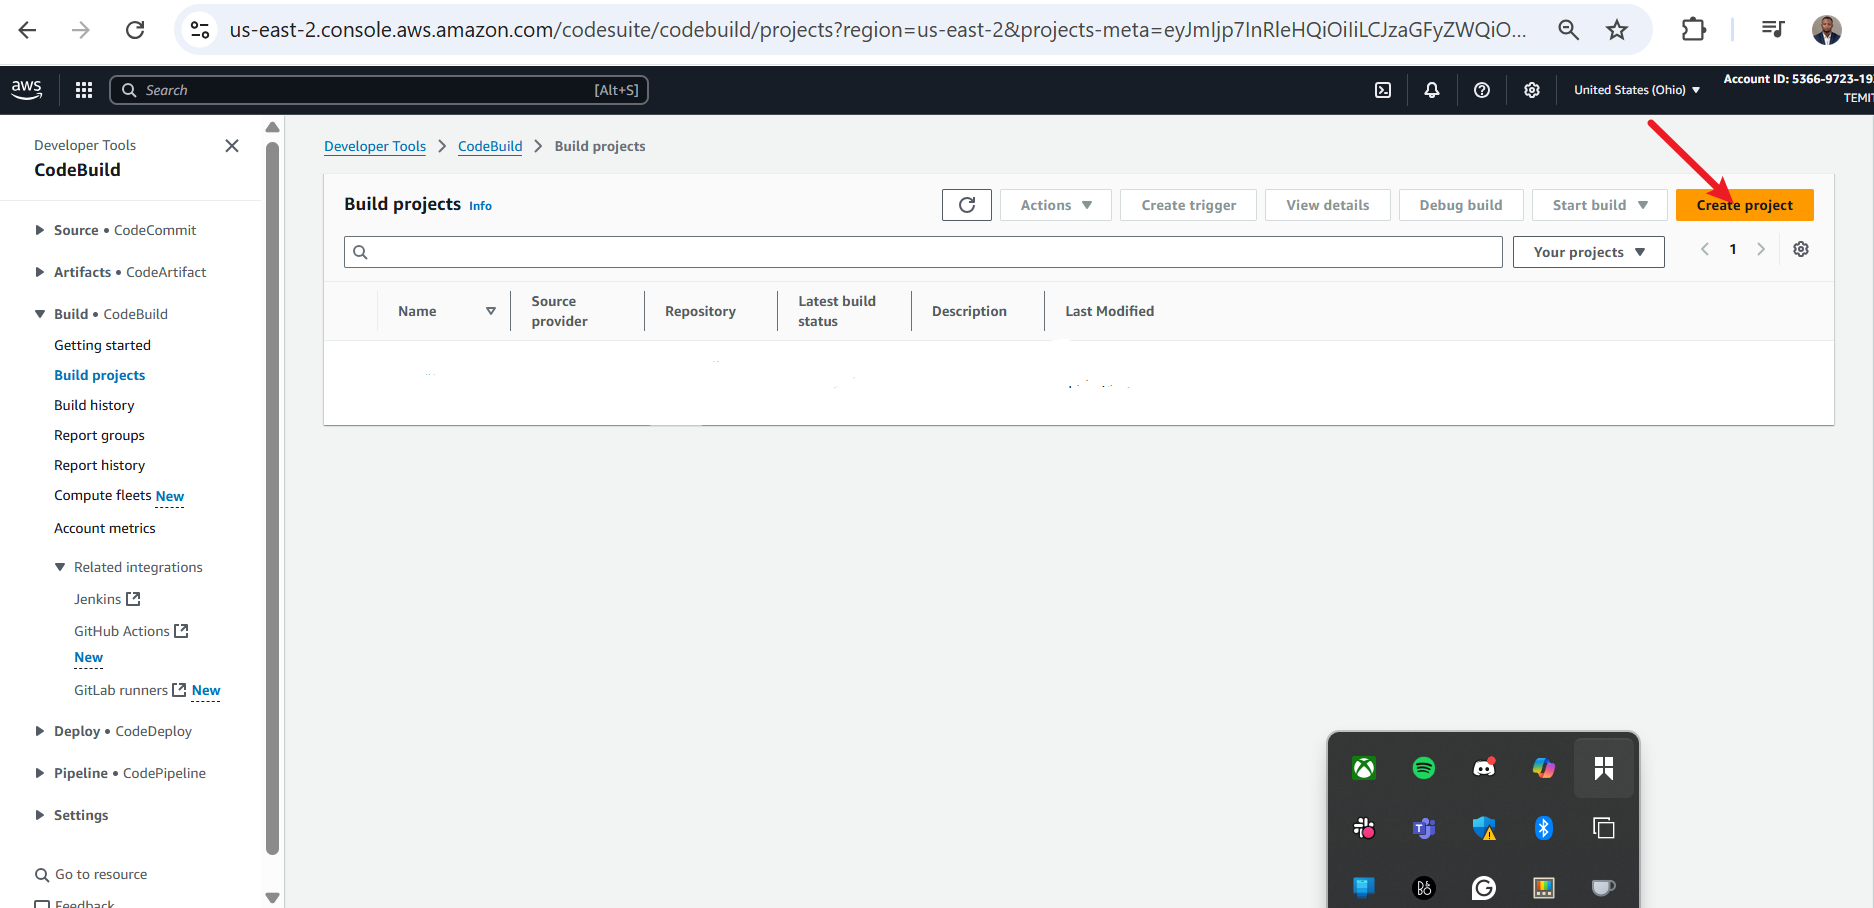 us-east-2.console.aws.amazon.com/codesuite/codebuild/projects?region=us-east-2&projects-meta=eyJmIjp7InRleHQiOiIiLCJzaGFyZWQiO...
aws
Search
[Alt+S]
United States (Ohio)
Account ID: 5366-9723-19
TEMIT
Developer Tools
CodeBuild
Source • CodeCommit
Artifacts • CodeArtifact
Build • CodeBuild
Getting started
Build projects
Build history
Report groups
Report history
Compute fleets New
Account metrics
Related integrations
Jenkins
GitHub Actions
New
GitLab runners New
Deploy • CodeDeploy
Pipeline • CodePipeline
Settings
Go to resource
Feedback
Developer Tools > CodeBuild > Build projects
Build projects Info
Actions
Create trigger
View details
Debug build
Start build
Create project
Your projects
1
Name
Source provider
Repository
Latest build status
Description
Last Modified